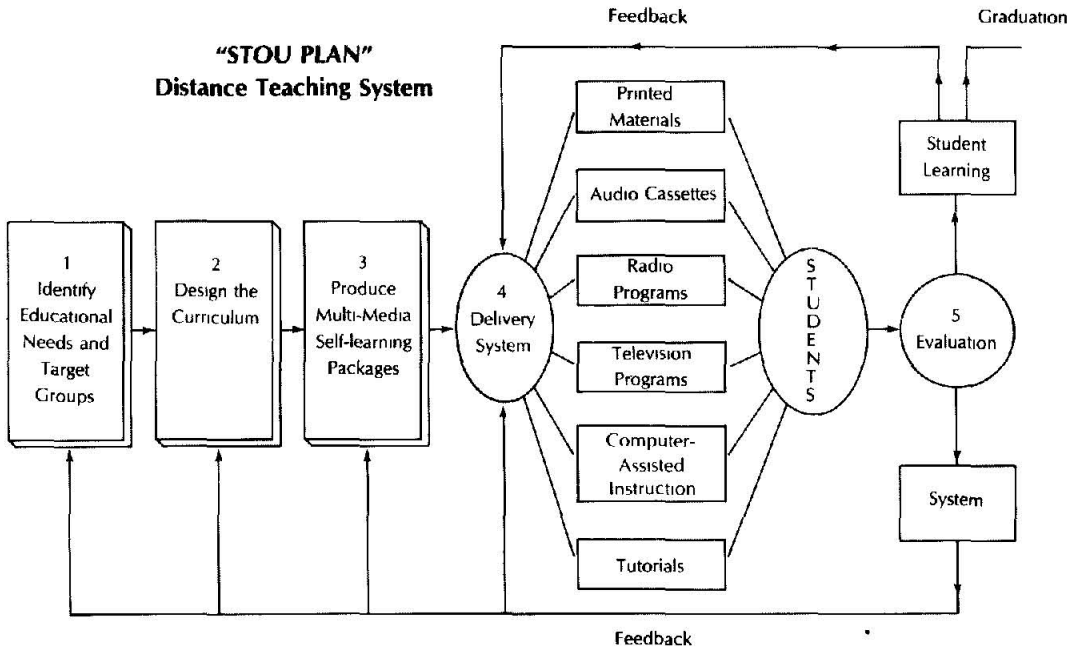 Feedback
Graduation
"STOU PLAN"
Distance Teaching System
Printed
Materials
Student
Learning
Audio Cassettes
1
Identify
Educational
Needs and
Target
Groups
2
Design the
Curriculum
3
Produce
Multi-Media
Self-learning
Packages
4
Delivery
System
Radio
Programs
Television
Programs
Computer-
Assisted
Instruction
Tutorials
STUDENTS
5
Evaluation
System
Feedback